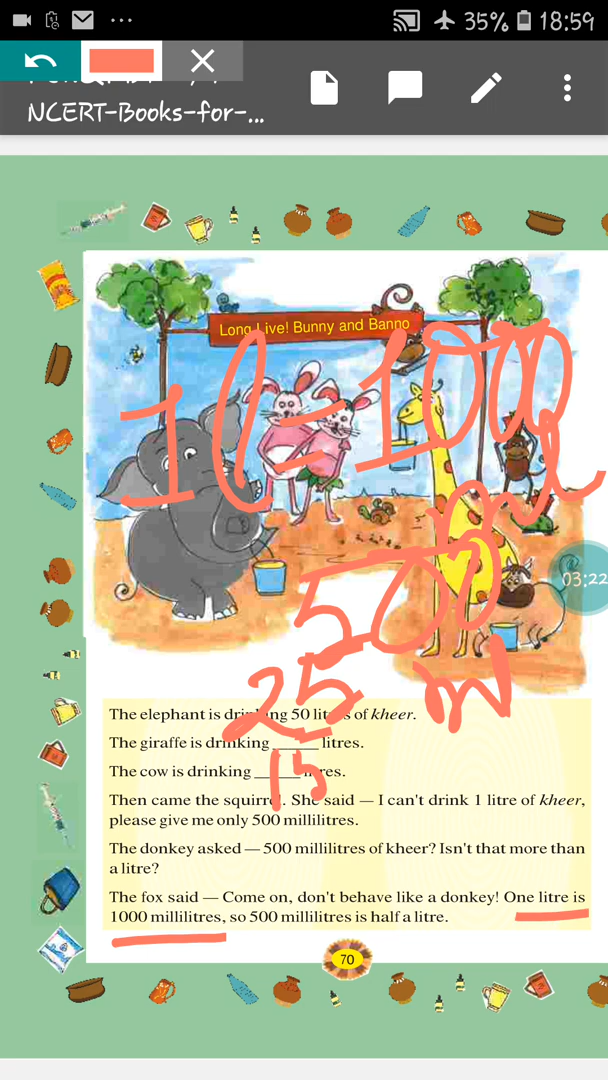 35% 18:59
NCERT-Books-for-...
Long Live! Bunny and Banno
1 l = 1000
ml
500
ml
03:22
25
15
The elephant is drinking 50 litres of kheer.
The giraffe is drinking _____ litres.
The cow is drinking _____ litres.
Then came the squirrel. She said — I can't drink 1 litre of kheer,
please give me only 500 millilitres.
The donkey asked — 500 millilitres of kheer? Isn't that more than
a litre?
The fox said — Come on, don't behave like a donkey! One litre is
1000 millilitres, so 500 millilitres is half a litre.
70